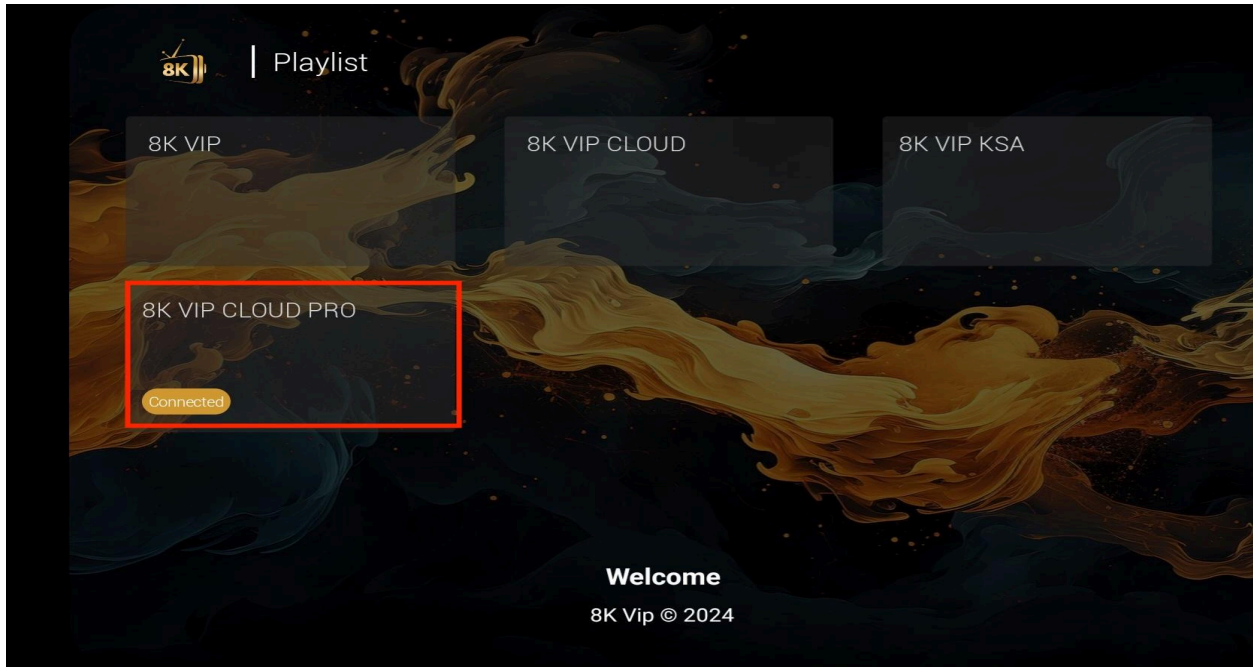 8K
Playlist
8K VIP
8K VIP CLOUD
8K VIP KSA
8K VIP CLOUD PRO
Connected
Welcome
8K Vip © 2024